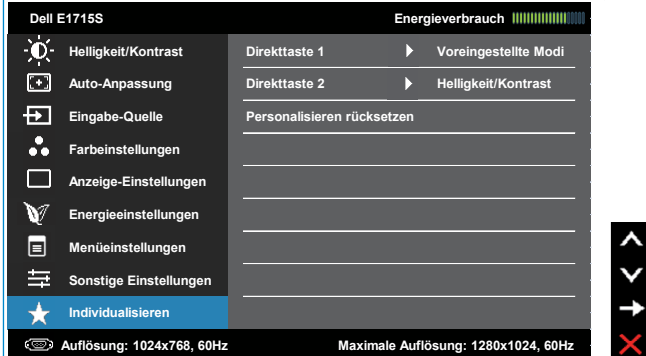 Dell E1715S Energieverbrauch
Helligkeit/Kontrast Direkttaste 1 Voreingestellte Modi
Auto-Anpassung Direkttaste 2 Helligkeit/Kontrast
Eingabe-Quelle Personalisieren rücksetzen
Farbeinstellungen
Anzeige-Einstellungen
Energieeinstellungen
Menüeinstellungen
Sonstige Einstellungen
Individualisieren
Auflösung: 1024x768, 60Hz Maximale Auflösung: 1280x1024, 60Hz